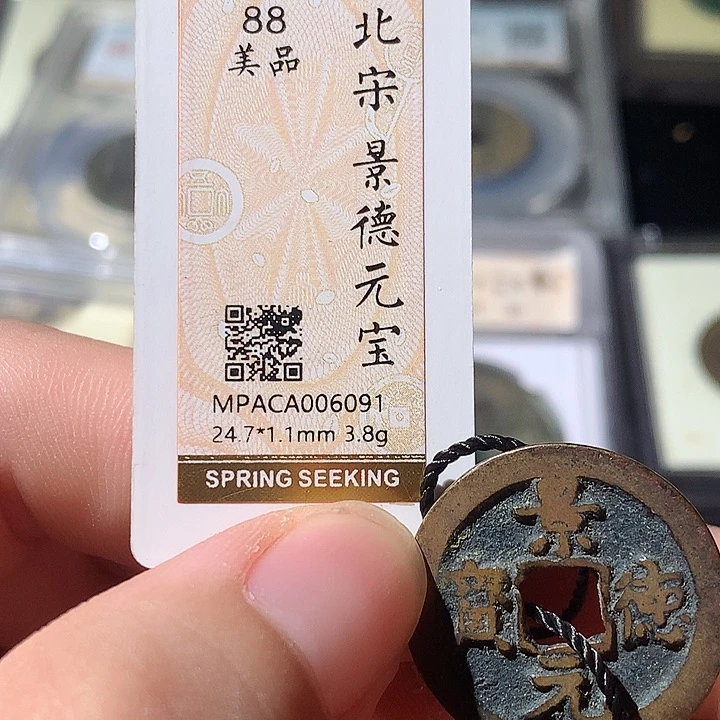 88
美品
北宋 景德元宝
MPACA006091
24.7*1.1mm 3.8g
SPRING SEEKING
景德元寶